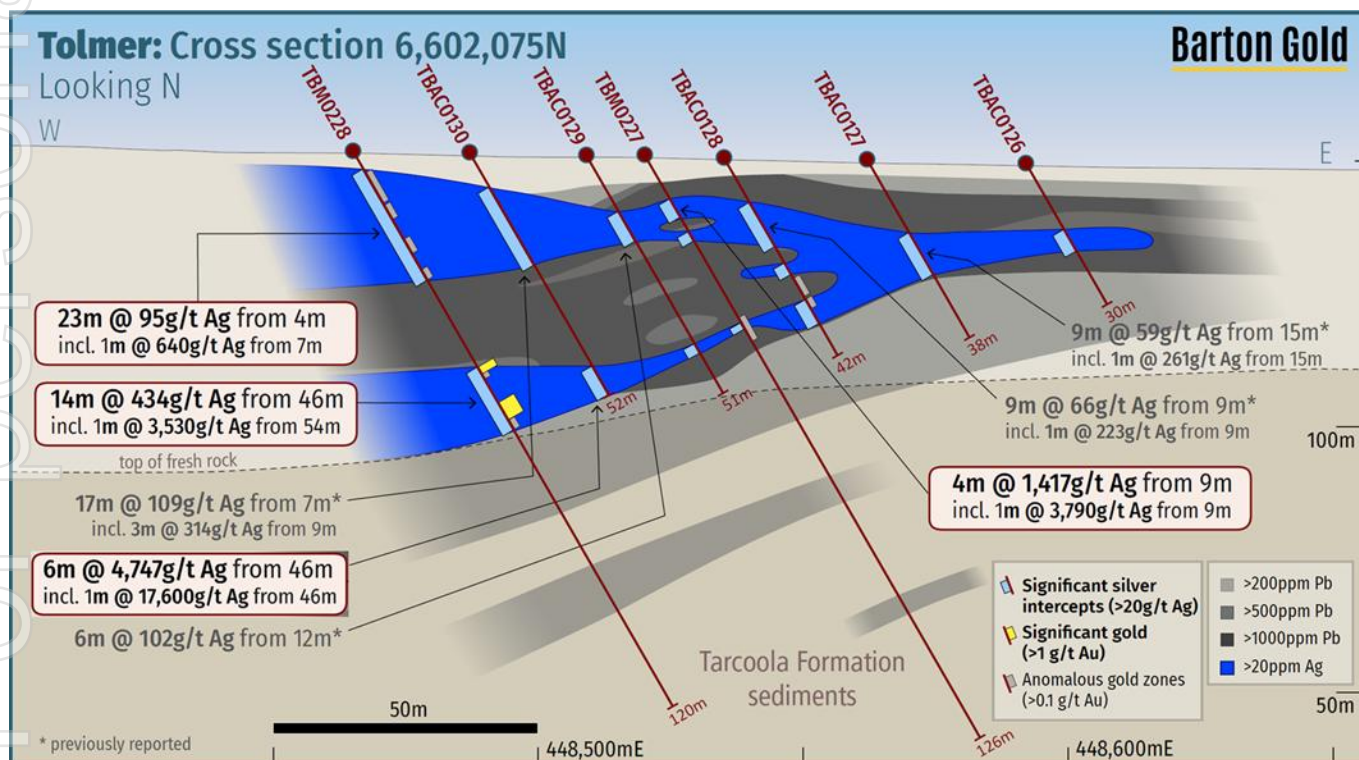 Tolmer: Cross section 6,602,075N
Barton Gold
Looking N
W
E
TBM0228
TBAC0130
TBAC0129
TBM0227
TBAC0128
TBAC0127
TBAC0126
23m @ 95g/t Ag from 4m
incl. 1m @ 640g/t Ag from 7m
14m @ 434g/t Ag from 46m
incl. 1m @ 3,530g/t Ag from 54m
top of fresh rock
17m @ 109g/t Ag from 7m*
incl. 3m @ 314g/t Ag from 9m
6m @ 4,747g/t Ag from 46m
incl. 1m @ 17,600g/t Ag from 46m
6m @ 102g/t Ag from 12m*
52m
51m
42m
38m
30m
120m
126m
9m @ 59g/t Ag from 15m*
incl. 1m @ 261g/t Ag from 15m
9m @ 66g/t Ag from 9m*
incl. 1m @ 223g/t Ag from 9m
4m @ 1,417g/t Ag from 9m
incl. 1m @ 3,790g/t Ag from 9m
100m
50m
Tarcoola Formation
sediments
Significant silver
intercepts (>20g/t Ag)
Significant gold
(>1 g/t Au)
Anomalous gold zones
(>0.1 g/t Au)
>200ppm Pb
>500ppm Pb
>1000ppm Pb
>20ppm Ag
50m
* previously reported
448,500mE
448,600mE